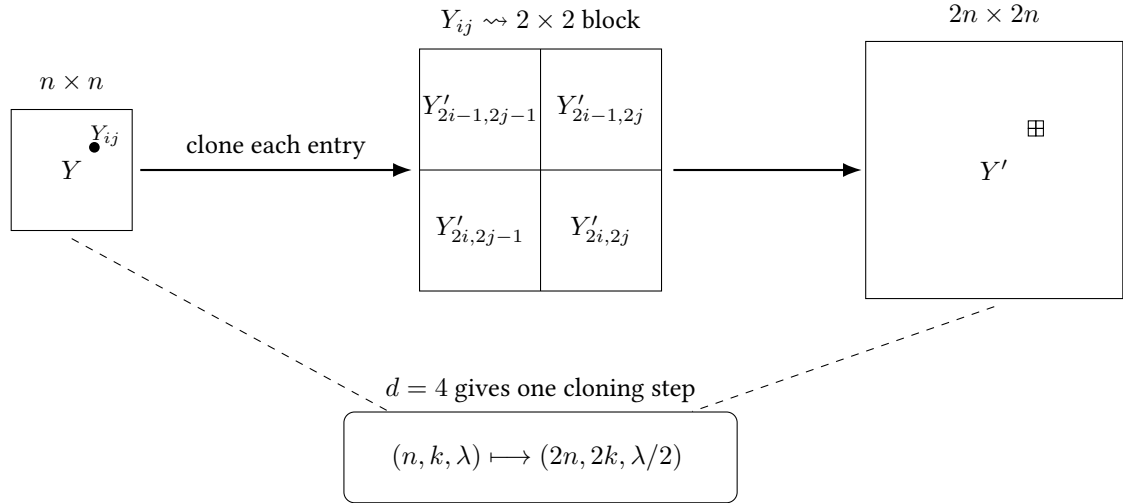 n × n
Y_{ij}
Y
clone each entry
Y_{ij} ⇝ 2 × 2 block
Y'_{2i−1,2j−1}
Y'_{2i−1,2j}
Y'_{2i,2j−1}
Y'_{2i,2j}
2n × 2n
Y'
d = 4 gives one cloning step
(n, k, λ) ⟼ (2n, 2k, λ/2)